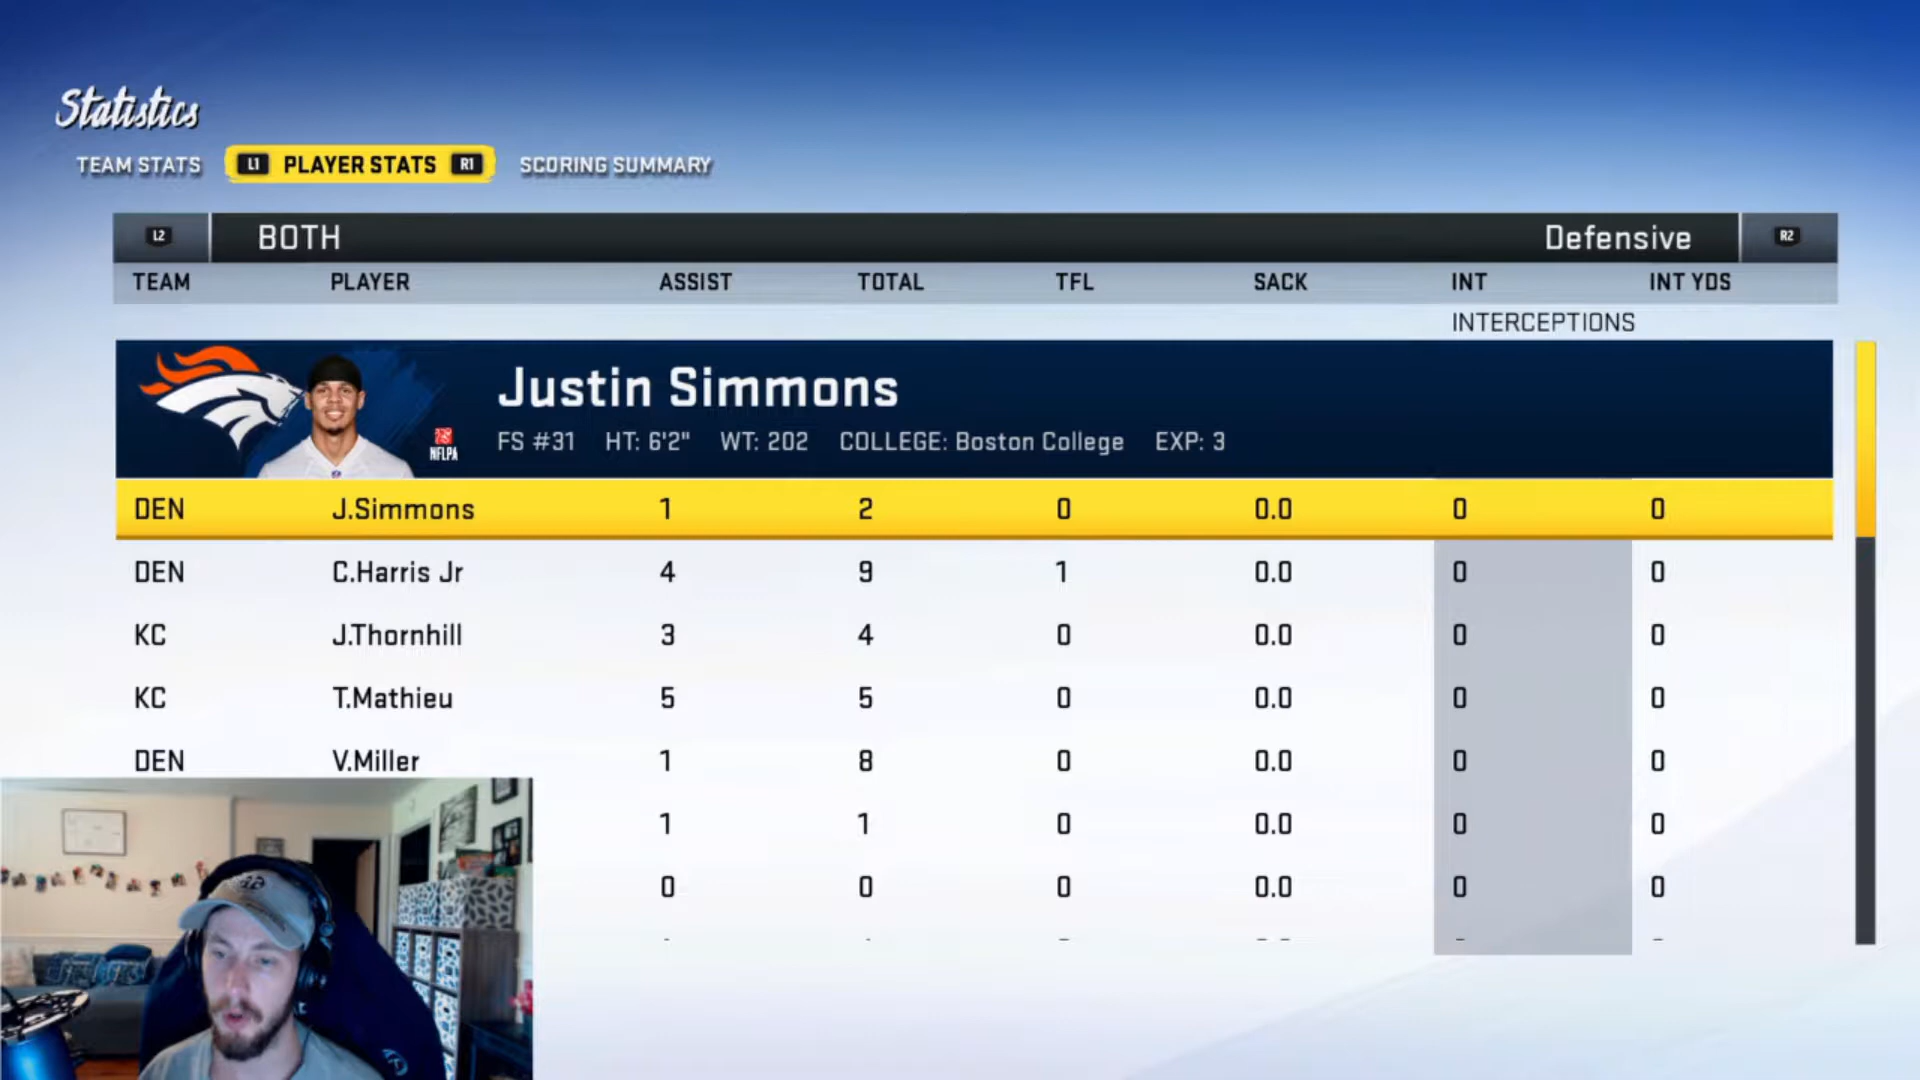 Statistics
TEAM STATS L1 PLAYER STATS R1 SCORING SUMMARY
L2 BOTH Defensive R2
TEAM PLAYER ASSIST TOTAL TFL SACK INT INT YDS
INTERCEPTIONS
Justin Simmons
NFLPA FS #31 HT: 6'2" WT: 202 COLLEGE: Boston College EXP: 3
DEN J.Simmons 1 2 0 0.0 0 0
DEN C.Harris Jr 4 9 1 0.0 0 0
KC J.Thornhill 3 4 0 0.0 0 0
KC T.Mathieu 5 5 0 0.0 0 0
DEN V.Miller 1 8 0 0.0 0 0
1 1 0 0.0 0 0
0 0 0 0.0 0 0